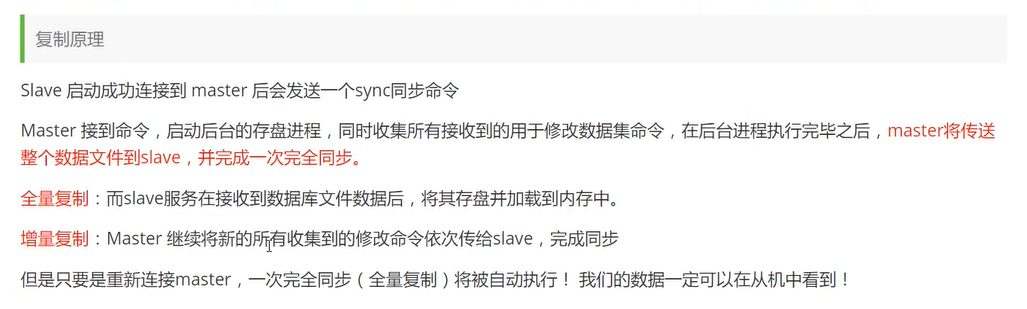 复制原理
Slave 启动成功连接到 master 后会发送一个sync同步命令
Master 接到命令，启动后台的存盘进程，同时收集所有接收到的用于修改数据集命令，在后台进程执行完毕之后，master将传送
整个数据文件到slave，并完成一次完全同步。
全量复制：而slave服务在接收到数据库文件数据后，将其存盘并加载到内存中。
增量复制：Master 继续将新的所有收集到的修改命令依次传给slave，完成同步
但是只要是重新连接master，一次完全同步（全量复制）将被自动执行！ 我们的数据一定可以在从机中看到！